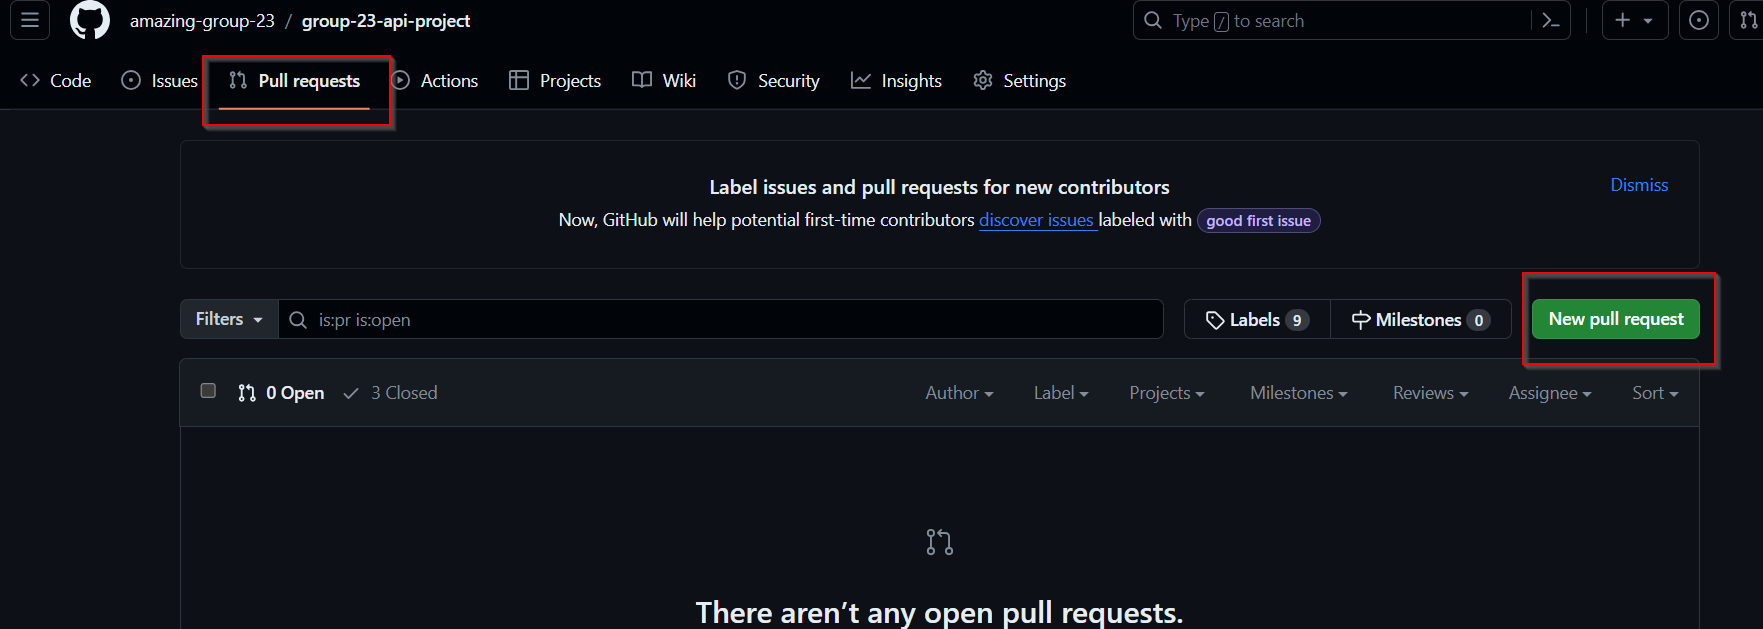 amazing-group-23 / group-23-api-project
Type / to search
Code Issues Pull requests Actions Projects Wiki Security Insights Settings
Label issues and pull requests for new contributors
Dismiss
Now, GitHub will help potential first-time contributors discover issues labeled with good first issue
Filters is:pr is:open Labels 9 Milestones 0 New pull request
0 Open 3 Closed Author Label Projects Milestones Reviews Assignee Sort
There aren’t any open pull requests.